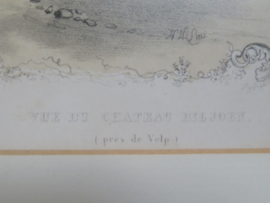 VUE DU CHATEAU BILJOEN.
(près de Velp.)